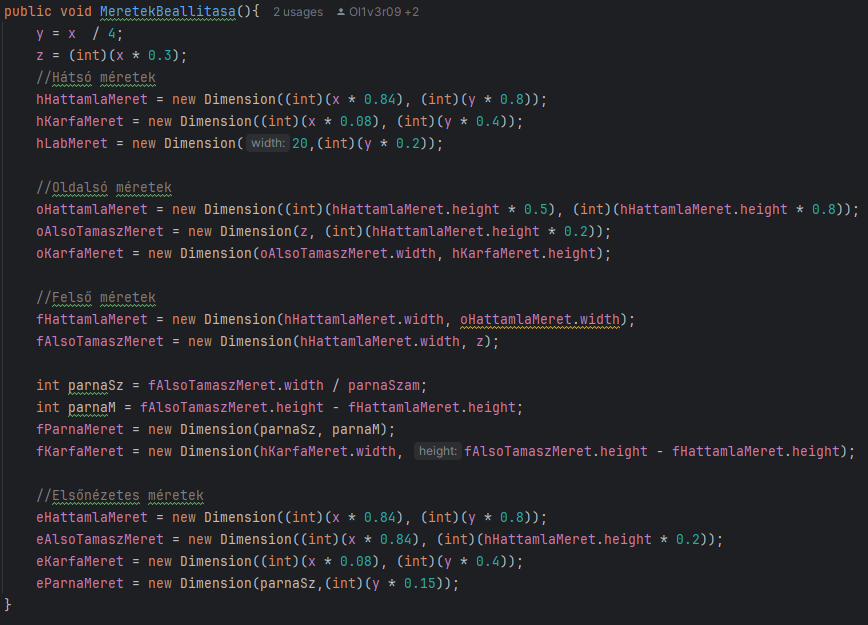 public void MeretekBeallitasa(){ 2 usages Ol1v3r09 +2
y = x / 4;
z = (int)(x * 0.3);
//Hátsó méretek
hHattamlaMeret = new Dimension((int)(x * 0.84), (int)(y * 0.8));
hKarfaMeret = new Dimension((int)(x * 0.08), (int)(y * 0.4));
hLabMeret = new Dimension( width: 20,(int)(y * 0.2));
//Oldalsó méretek
oHattamlaMeret = new Dimension((int)(hHattamlaMeret.height * 0.5), (int)(hHattamlaMeret.height * 0.8));
oAlsoTamaszMeret = new Dimension(z, (int)(hHattamlaMeret.height * 0.2));
oKarfaMeret = new Dimension(oAlsoTamaszMeret.width, hKarfaMeret.height);
//Felső méretek
fHattamlaMeret = new Dimension(hHattamlaMeret.width, oHattamlaMeret.width);
fAlsoTamaszMeret = new Dimension(hHattamlaMeret.width, z);
int parnaSz = fAlsoTamaszMeret.width / parnaSzam;
int parnaM = fAlsoTamaszMeret.height - fHattamlaMeret.height;
fParnaMeret = new Dimension(parnaSz, parnaM);
fKarfaMeret = new Dimension(hKarfaMeret.width, height: fAlsoTamaszMeret.height - fHattamlaMeret.height);
//Elsőnézetes méretek
eHattamlaMeret = new Dimension((int)(x * 0.84), (int)(y * 0.8));
eAlsoTamaszMeret = new Dimension((int)(x * 0.84), (int)(hHattamlaMeret.height * 0.2));
eKarfaMeret = new Dimension((int)(x * 0.08), (int)(y * 0.4));
eParnaMeret = new Dimension(parnaSz,(int)(y * 0.15));
}